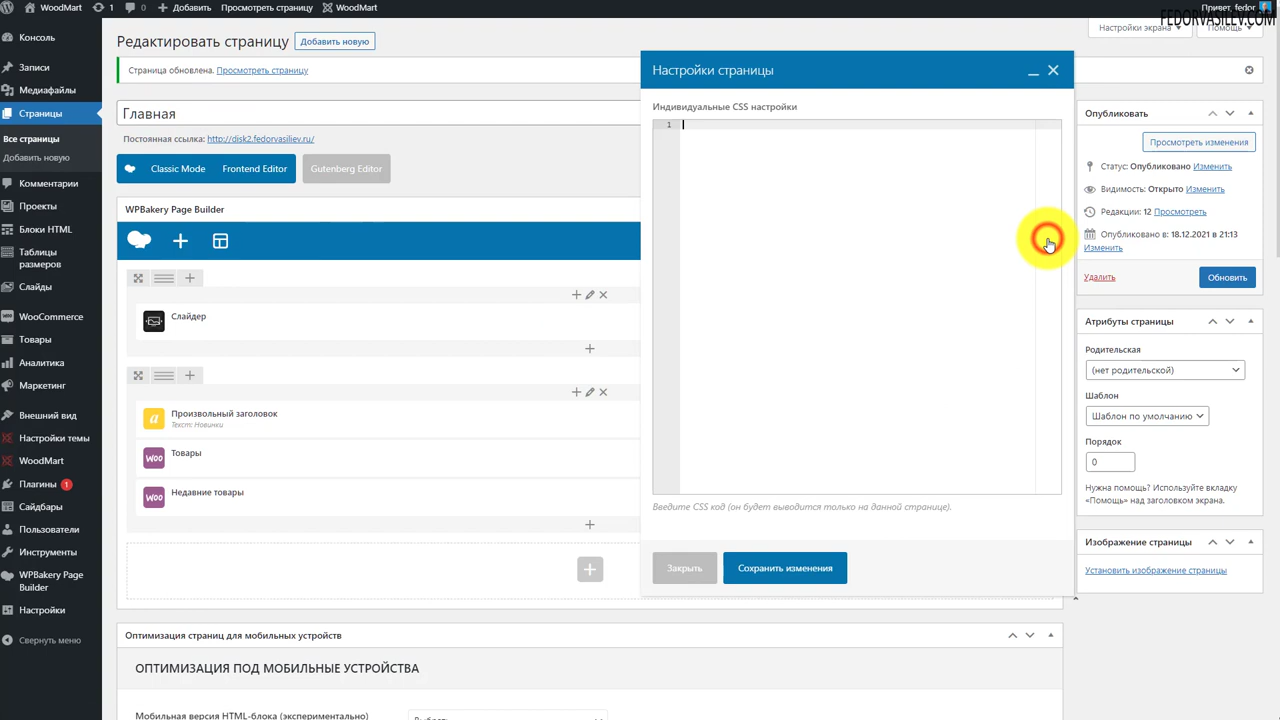 WoodMart
1
0
Добавить
Просмотреть страницу
WoodMart
Привет, fedor
FEDORVASILEV.COM
Консоль
Записи
Медиафайлы
Страницы
Все страницы
Добавить новую
Комментарии
Проекты
Блоки HTML
Таблицы
размеров
Слайды
WooCommerce
Товары
Аналитика
Маркетинг
Внешний вид
Настройки темы
WoodMart
Плагины 1
Сайдбары
Пользователи
Инструменты
WPBakery Page
Builder
Настройки
Свернуть меню
Редактировать страницу
Добавить новую
Настройки экрана
Помощь
Страница обновлена. Просмотреть страницу
Главная
Постоянная ссылка: http://disk2.fedorvasiliev.ru/
Classic Mode
Frontend Editor
Gutenberg Editor
WPBakery Page Builder
Слайдер
a
Произвольный заголовок
Текст: Новинки
Woo
Товары
Woo
Недавние товары
Оптимизация страниц для мобильных устройств
ОПТИМИЗАЦИЯ ПОД МОБИЛЬНЫЕ УСТРОЙСТВА
Мобильная версия HTML-блока (экспериментально)
Выбрать
Настройки страницы
Индивидуальные CSS настройки
1
Введите CSS код (он будет выводится только на данной странице).
Закрыть
Сохранить изменения
Опубликовать
Просмотреть изменения
Статус: Опубликовано Изменить
Видимость: Открыто Изменить
Редакции: 12 Просмотреть
Опубликовано в: 18.12.2021 в 21:13
Изменить
Удалить
Обновить
Атрибуты страницы
Родительская
(нет родительской)
Шаблон
Шаблон по умолчанию
Порядок
0
Нужна помощь? Используйте вкладку
«Помощь» над заголовком экрана.
Изображение страницы
Установить изображение страницы